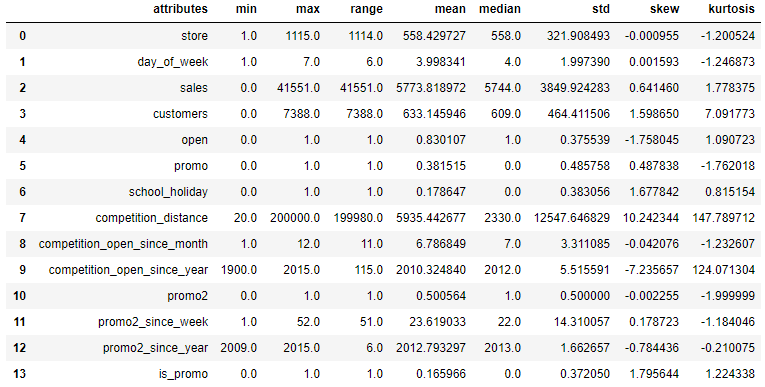 attributes min max range mean median std skew kurtosis
0 store 1.0 1115.0 1114.0 558.429727 558.0 321.908493 -0.000955 -1.200524
1 day_of_week 1.0 7.0 6.0 3.998341 4.0 1.997390 0.001593 -1.246873
2 sales 0.0 41551.0 41551.0 5773.818972 5744.0 3849.924283 0.641460 1.778375
3 customers 0.0 7388.0 7388.0 633.145946 609.0 464.411506 1.598650 7.091773
4 open 0.0 1.0 1.0 0.830107 1.0 0.375539 -1.758045 1.090723
5 promo 0.0 1.0 1.0 0.381515 0.0 0.485758 0.487838 -1.762018
6 school_holiday 0.0 1.0 1.0 0.178647 0.0 0.383056 1.677842 0.815154
7 competition_distance 20.0 200000.0 199980.0 5935.442677 2330.0 12547.646829 10.242344 147.789712
8 competition_open_since_month 1.0 12.0 11.0 6.786849 7.0 3.311085 -0.042076 -1.232607
9 competition_open_since_year 1900.0 2015.0 115.0 2010.324840 2012.0 5.515591 -7.235657 124.071304
10 promo2 0.0 1.0 1.0 0.500564 1.0 0.500000 -0.002255 -1.999999
11 promo2_since_week 1.0 52.0 51.0 23.619033 22.0 14.310057 0.178723 -1.184046
12 promo2_since_year 2009.0 2015.0 6.0 2012.793297 2013.0 1.662657 -0.784436 -0.210075
13 is_promo 0.0 1.0 1.0 0.165966 0.0 0.372050 1.795644 1.224338